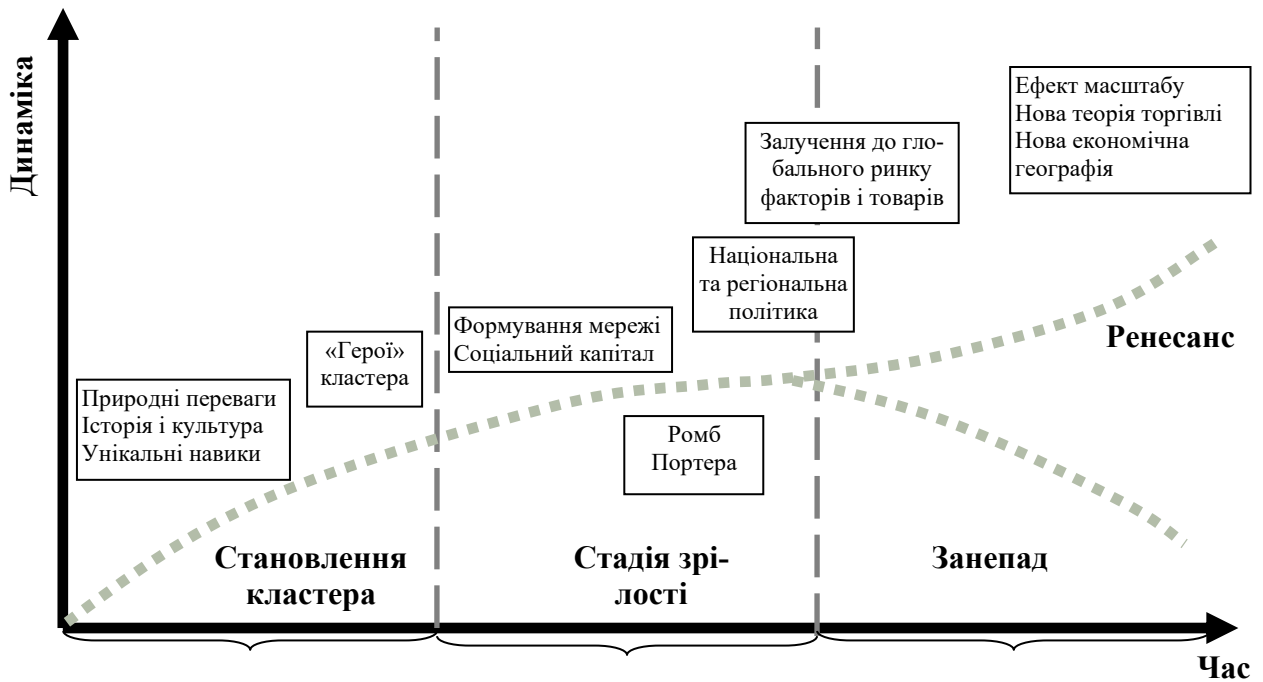 Динаміка
Ефект масштабу
Нова теорія торгівлі
Нова економічна
географія
Залучення до гло-
бального ринку
факторів і товарів
Національна
та регіональна
політика
Ренесанс
Формування мережі
Соціальний капітал
«Герої»
кластера
Природні переваги
Історія і культура
Унікальні навики
Ромб
Портера
Становлення
кластера
Стадія зрі-
лості
Занепад
Час